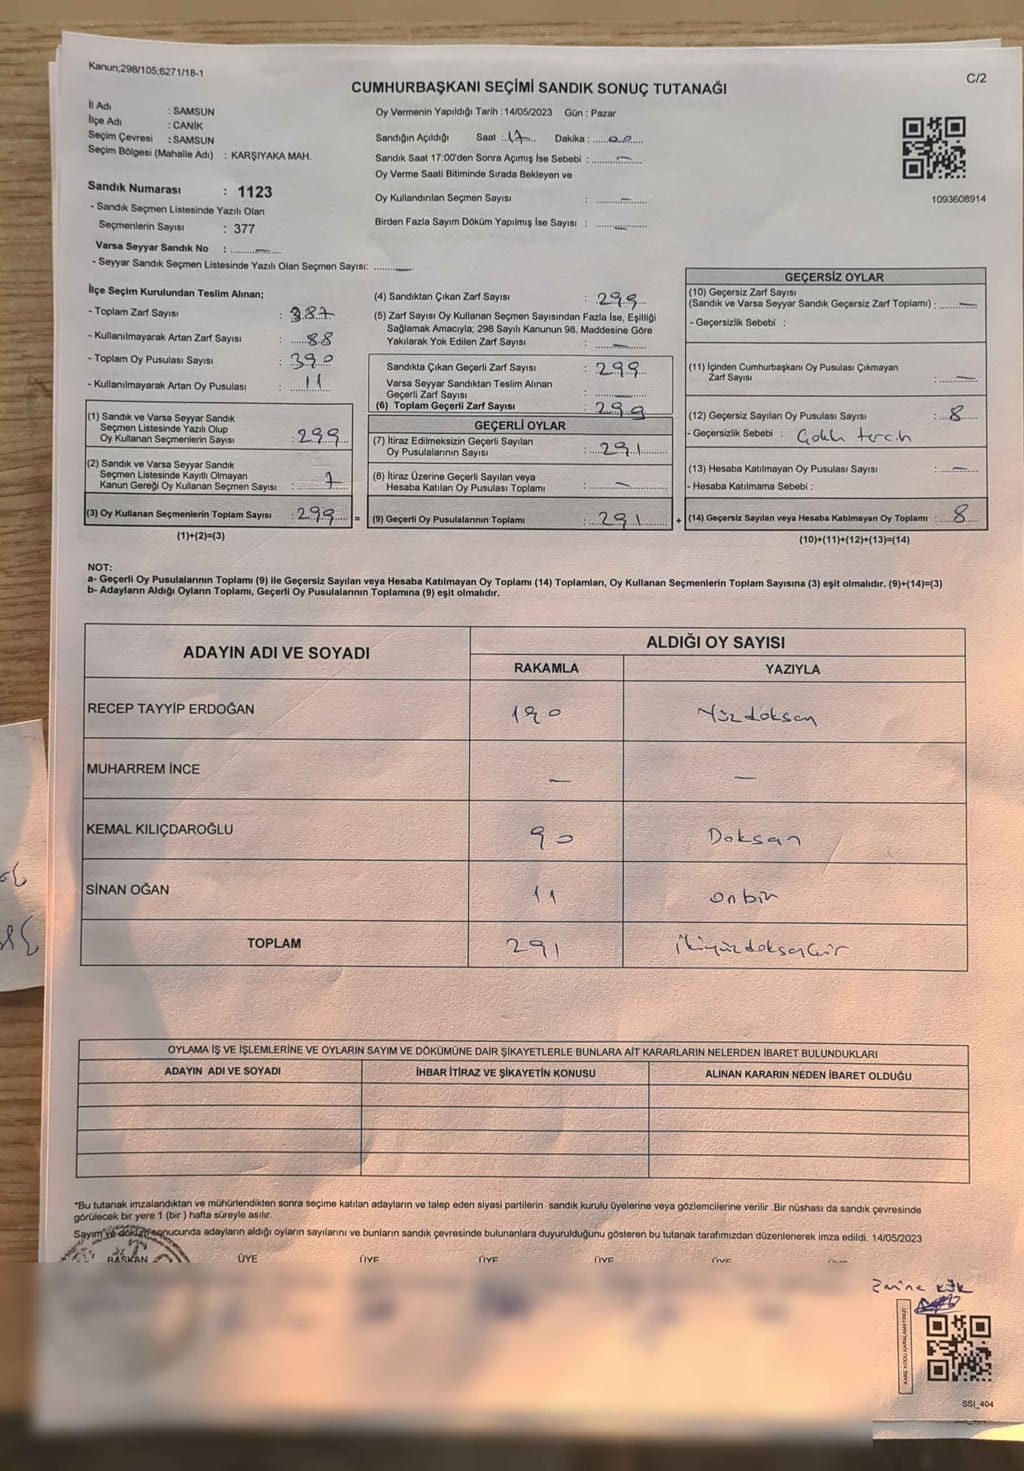 Kanun;298/105;6271/18-1
C/2
CUMHURBAŞKANI SEÇİMİ SANDIK SONUÇ TUTANAĞI
İl Adı : SAMSUN
İlçe Adı : CANİK
Seçim Çevresi : SAMSUN
Seçim Bölgesi (Mahalle Adı) : KARŞIYAKA MAH.
Sandık Numarası : 1123
- Sandık Seçmen Listesinde Yazılı Olan
Seçmenlerin Sayısı : 377
Varsa Seyyar Sandık No : —
- Seyyar Sandık Seçmen Listesinde Yazılı Olan Seçmen Sayısı: —
Oy Vermenin Yapıldığı Tarih :14/05/2023 Gün : Pazar
Sandığın Açıldığı Saat : 17 Dakika : 00
Sandık Saat 17:00'den Sonra Açımış İse Sebebi : —
Oy Verme Saati Bitiminde Sırada Bekleyen ve
Oy Kullandırılan Seçmen Sayısı : —
Birden Fazla Sayım Döküm Yapılmış İse Sayısı : —
1093608914
İlçe Seçim Kurulundan Teslim Alınan;
- Toplam Zarf Sayısı : 387
- Kullanılmayarak Artan Zarf Sayısı : 88
- Toplam Oy Pusulası Sayısı : 390
- Kullanılmayarak Artan Oy Pusulası : 11
(1) Sandık ve Varsa Seyyar Sandık
Seçmen Listesinde Yazılı Olup
Oy Kullanan Seçmenlerin Sayısı : 299
(2) Sandık ve Varsa Seyyar Sandık
Seçmen Listesinde Kayıtlı Olmayan
Kanun Gereği Oy Kullanan Seçmen Sayısı :
(3) Oy Kullanan Seçmenlerin Toplam Sayısı : 299 =
(1)+(2)=(3)
(4) Sandıktan Çıkan Zarf Sayısı : 299
(5) Zarf Sayısı Oy Kullanan Seçmen Sayısından Fazla İse, Eşitliği
Sağlamak Amacıyla; 298 Sayılı Kanunun 98. Maddesine Göre
Yakılarak Yok Edilen Zarf Sayısı : —
Sandıkta Çıkan Geçerli Zarf Sayısı : 299
Varsa Seyyar Sandıktan Teslim Alınan
Geçerli Zarf Sayısı : —
(6) Toplam Geçerli Zarf Sayısı : 299
GEÇERLİ OYLAR
(7) İtiraz Edilmeksizin Geçerli Sayılan
Oy Pusulalarının Sayısı : 291
(8) İtiraz Üzerine Geçerli Sayılan veya
Hesaba Katılan Oy Pusulası Toplamı : —
(9) Geçerli Oy Pusulalarının Toplamı : 291 +
GEÇERSİZ OYLAR
(10) Geçersiz Zarf Sayısı
(Sandık ve Varsa Seyyar Sandık Geçersiz Zarf Toplamı) : —
- Geçersizlik Sebebi :
(11) İçinden Cumhurbaşkanı Oy Pusulası Çıkmayan
Zarf Sayısı : —
(12) Geçersiz Sayılan Oy Pusulası Sayısı : 8
- Geçersizlik Sebebi : Çoklu tercih
(13) Hesaba Katılmayan Oy Pusulası Sayısı : —
- Hesaba Katılmama Sebebi :
(14) Geçersiz Sayılan veya Hesaba Katılmayan Oy Toplamı : 8
(10)+(11)+(12)+(13)=(14)
NOT:
a- Geçerli Oy Pusulalarının Toplamı (9) ile Geçersiz Sayılan veya Hesaba Katılmayan Oy Toplamı (14) Toplamları, Oy Kullanan Seçmenlerin Toplam Sayısına (3) eşit olmalıdır. (9)+(14)=(3)
b- Adayların Aldığı Oyların Toplamı, Geçerli Oy Pusulalarının Toplamına (9) eşit olmalıdır.
ADAYIN ADI VE SOYADI
ALDIĞI OY SAYISI
RAKAMLA YAZIYLA
RECEP TAYYİP ERDOĞAN 190 Yüzdoksan
MUHARREM İNCE — —
KEMAL KILIÇDAROĞLU 90 Doksan
SİNAN OĞAN 11 onbir
TOPLAM 291 ikiyüzdoksanbir
OYLAMA İŞ VE İŞLEMLERİNE VE OYLARIN SAYIM VE DÖKÜMÜNE DAİR ŞİKAYETLERLE BUNLARA AİT KARARLARIN NELERDEN İBARET BULUNDUKLARI
ADAYIN ADI VE SOYADI İHBAR İTİRAZ VE ŞİKAYETİN KONUSU ALINAN KARARIN NEDEN İBARET OLDUĞU
*Bu tutanak imzalandıktan ve mühürlendikten sonra seçime katılan adayların ve talep eden siyasi partilerin sandık kurulu üyelerine veya gözlemcilerine verilir .Bir nüshası da sandık çevresinde
görülecek bir yere 1 (bir ) hafta süreyle asılır.
Sayım ve döküm sonucunda adayların aldığı oyların sayılarını ve bunların sandık çevresinde bulunanlara duyurulduğunu gösteren bu tutanak tarafımızdan düzenlenerek imza edildi. 14/05/2023
BAŞKAN ÜYE ÜYE ÜYE ÜYE ÜYE
Emine
KARE KODU KARALAMAYINIZ!
SSI_404